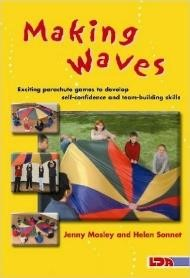 Making
Waves
Exciting parachute games to develop
self-confidence and team-building skills
Jenny Mosley and Helen Sonnet
LDA